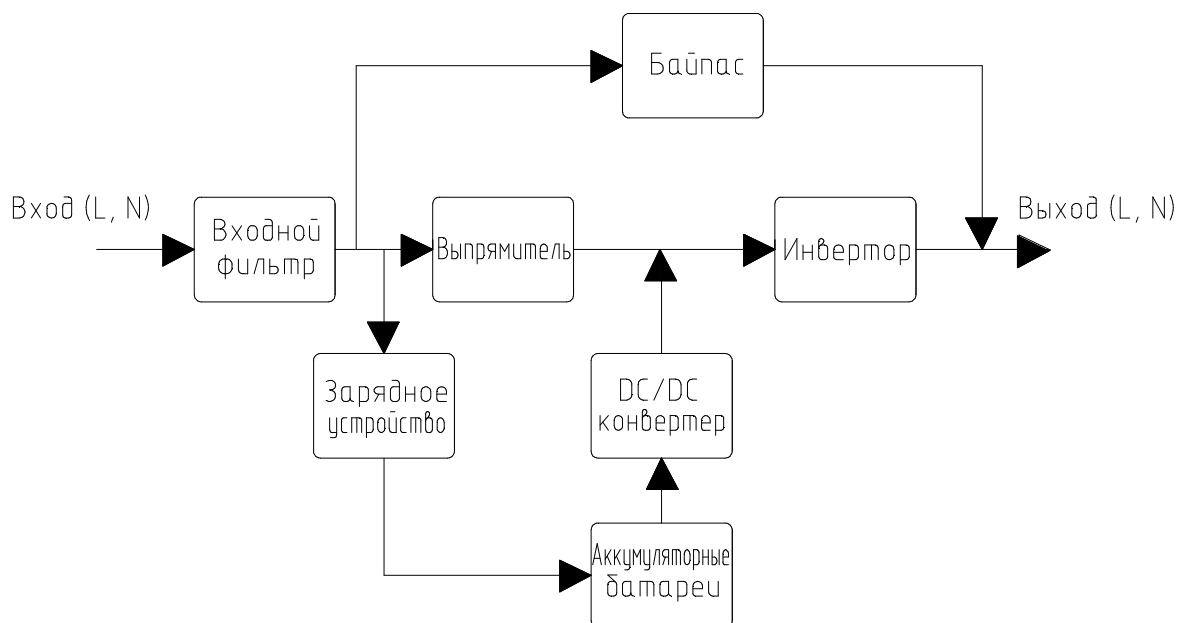 Байпас
Вход (L, N)
Входной
фильтр
Выпрямитель
Инвертор
Выход (L, N)
Зарядное
устройство
DC/DC
конвертер
Аккумуляторные
батареи